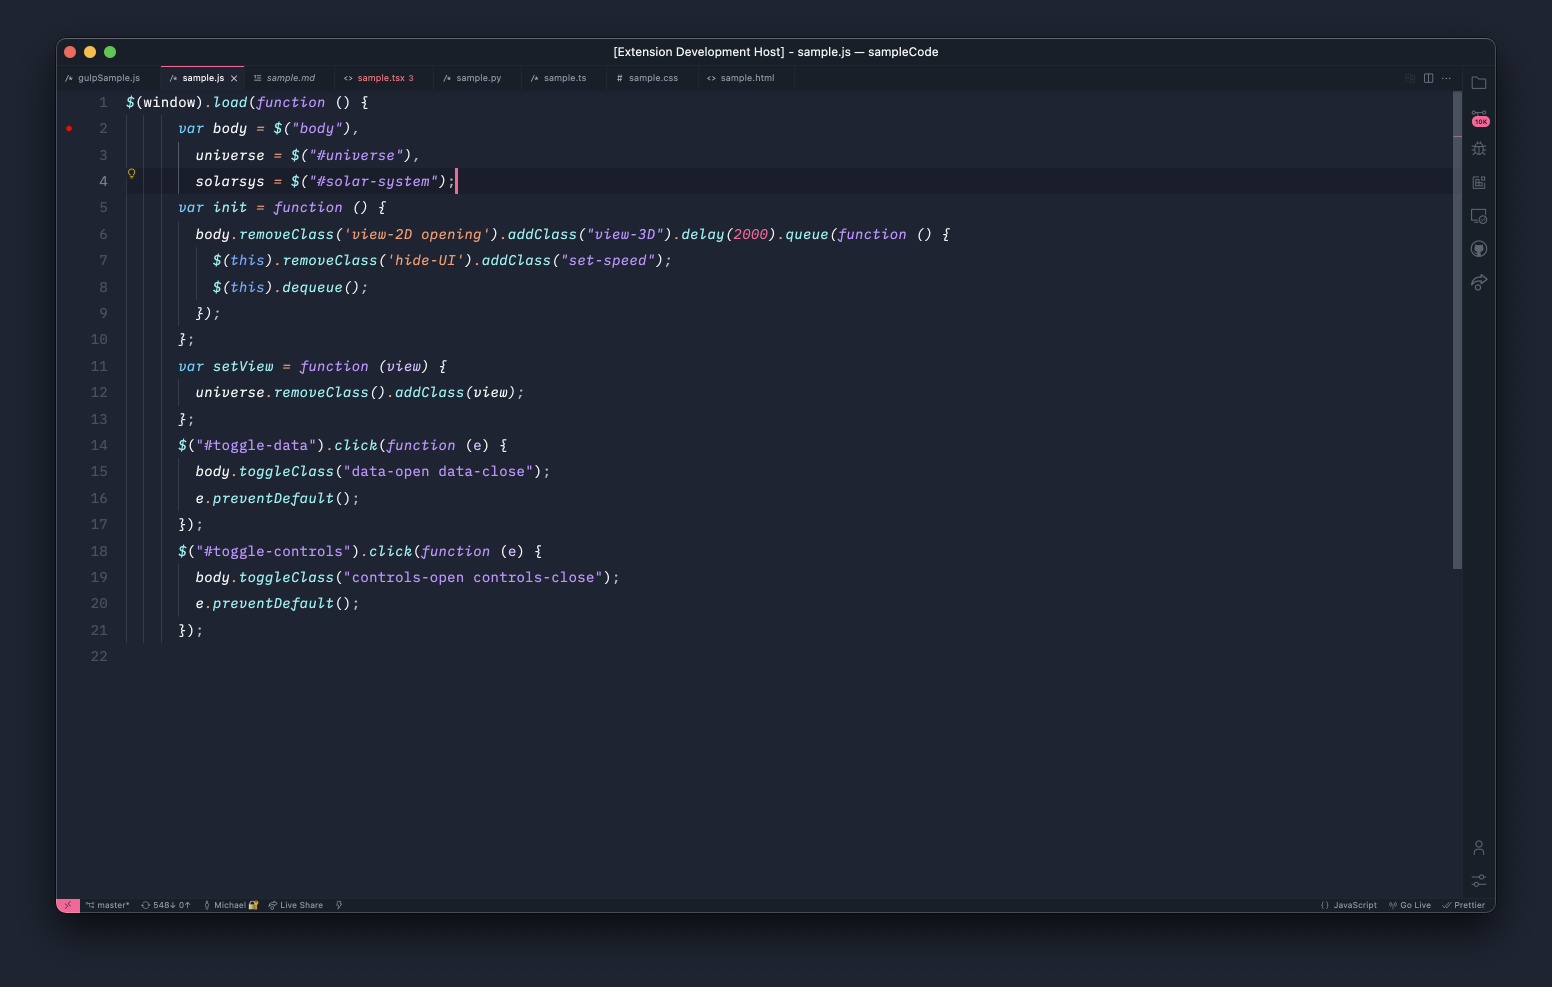 [Extension Development Host] - sample.js — sampleCode
gulpSample.js sample.js sample.md sample.tsx 3 sample.py sample.ts # sample.css <> sample.html
1 $(window).load(function () {
2 var body = $("body"),
3 universe = $("#universe"),
4 solarsys = $("#solar-system");
5 var init = function () {
6 body.removeClass('view-2D opening').addClass("view-3D").delay(2000).queue(function () {
7 $(this).removeClass('hide-UI').addClass("set-speed");
8 $(this).dequeue();
9 });
10 };
11 var setView = function (view) {
12 universe.removeClass().addClass(view);
13 };
14 $("#toggle-data").click(function (e) {
15 body.toggleClass("data-open data-close");
16 e.preventDefault();
17 });
18 $("#toggle-controls").click(function (e) {
19 body.toggleClass("controls-open controls-close");
20 e.preventDefault();
21 });
22
10K
master* 548↓ 0↑ Michael 🔐 Live Share {} JavaScript Go Live Prettier